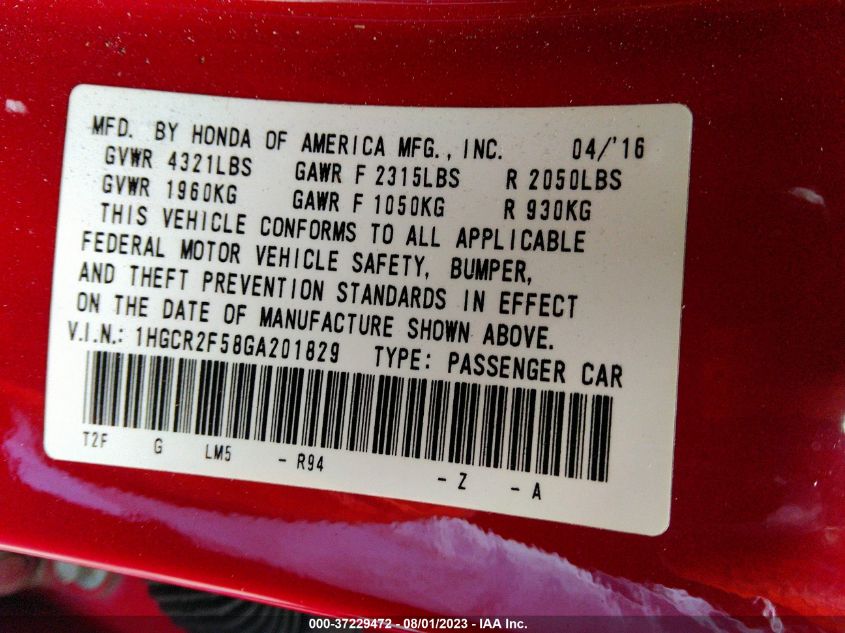 MFD. BY HONDA OF AMERICA MFG., INC. 04/'16
GVWR 4321LBS GAWR F 2315LBS R 2050LBS
GVWR 1960KG GAWR F 1050KG R 930KG
THIS VEHICLE CONFORMS TO ALL APPLICABLE
FEDERAL MOTOR VEHICLE SAFETY, BUMPER,
AND THEFT PREVENTION STANDARDS IN EFFECT
ON THE DATE OF MANUFACTURE SHOWN ABOVE.
V.I.N.: 1HGCR2F58GA201829 TYPE: PASSENGER CAR
T2F G LM5 - R94 - Z - A
000-37229472 - 08/01/2023 - IAA Inc.